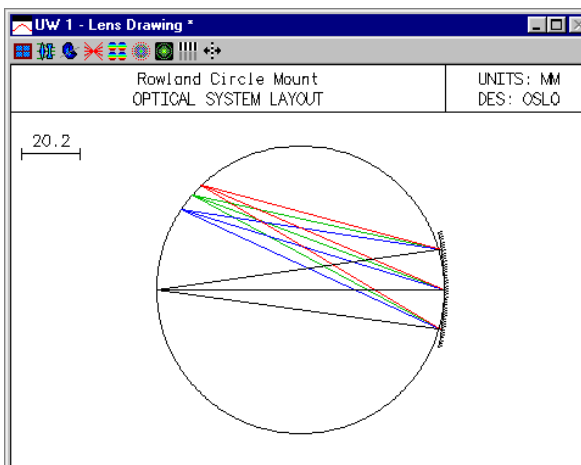 UW 1 - Lens Drawing *
Rowland Circle Mount
OPTICAL SYSTEM LAYOUT
UNITS: MM
DES: OSLO
20.2